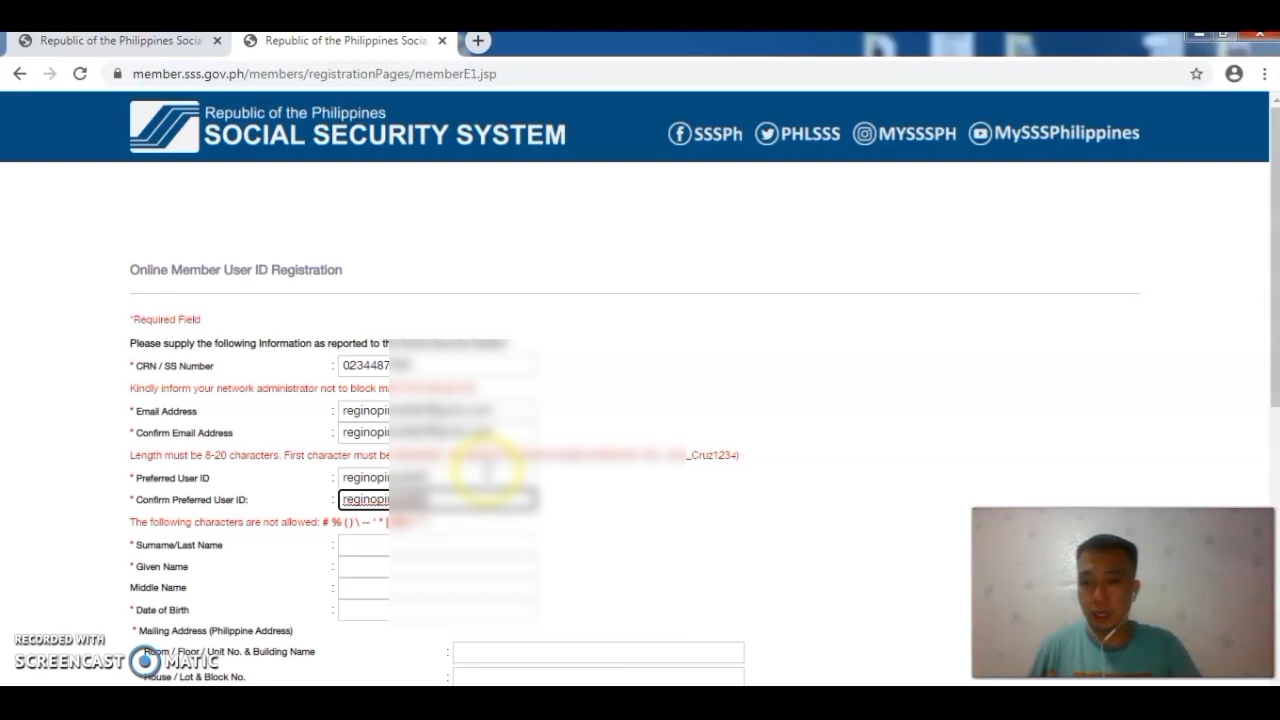 Republic of the Philippines Socia
Republic of the Philippines Socia
member.sss.gov.ph/members/registrationPages/memberE1.jsp
Republic of the Philippines
SOCIAL SECURITY SYSTEM
SSSPh
PHLSSS
MYSSSPH
MySSSPhilippines
Online Member User ID Registration
*Required Field
Please supply the following Information as reported to th
* CRN / SS Number : 0234487
Kindly inform your network administrator not to block m
* Email Address : reginopi
* Confirm Email Address : reginopi
Length must be 8-20 characters. First character must be _Cruz1234)
* Preferred User ID : reginopi
* Confirm Preferred User ID: : reginopi
The following characters are not allowed: # % ( ) \ -- ' * |
* Surname/Last Name :
* Given Name :
Middle Name :
* Date of Birth :
* Mailing Address (Philippine Address)
Room / Floor / Unit No. & Building Name :
House / Lot & Block No. :
RECORDED WITH
SCREENCAST MATIC